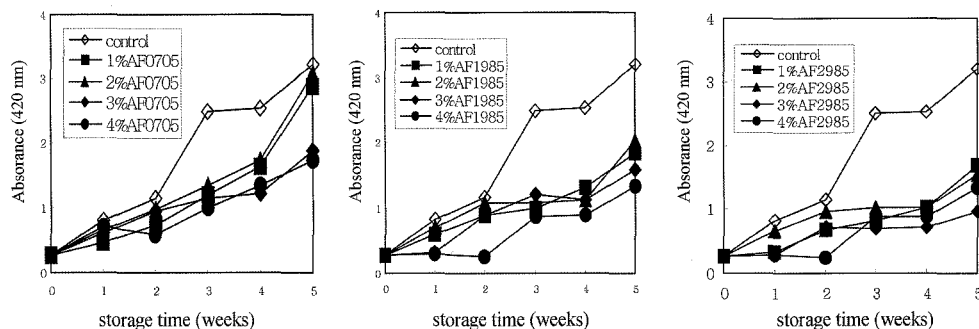 Absorance (420 nm)
4
3
2
1
0
control
1%AF0705
2%AF0705
3%AF0705
4%AF0705
0 1 2 3 4 5
storage time (weeks)
Absorance (420 nm)
4
3
2
1
0
control
1%AF1985
2%AF1985
3%AF1985
4%AF1985
0 1 2 3 4 5
storage time (weeks)
Absorance (420 nm)
4
3
2
1
0
control
1%AF2985
2%AF2985
3%AF2985
4%AF2985
0 1 2 3 4 5
storage time (weeks)